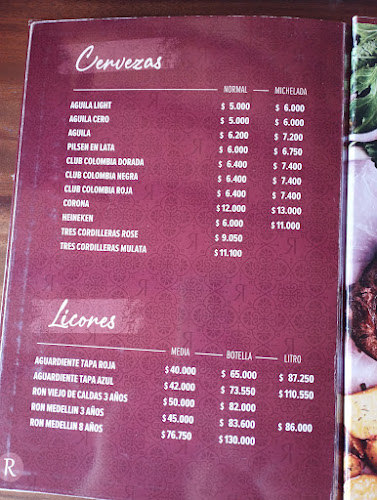 Cervezas
NORMAL MICHELADA
AGUILA LIGHT $ 5.000 $ 6.000
AGUILA CERO $ 5.000 $ 6.000
AGUILA $ 6.200 $ 7.200
PILSEN EN LATA $ 6.000 $ 6.750
CLUB COLOMBIA DORADA $ 6.400 $ 7.400
CLUB COLOMBIA NEGRA $ 6.400 $ 7.400
CLUB COLOMBIA ROJA $ 6.400 $ 7.400
CORONA $ 12.000 $ 13.000
HEINEKEN $ 6.000 $ 11.000
TRES CORDILLERAS ROSE $ 9.050
TRES CORDILLERAS MULATA $ 11.100
Licores
MEDIA BOTELLA LITRO
AGUARDIENTE TAPA ROJA $ 40.000 $ 65.000 $ 87.250
AGUARDIENTE TAPA AZUL $ 42.000 $ 73.550 $ 110.550
RON VIEJO DE CALDAS 3 AÑOS $ 50.000 $ 82.000
RON MEDELLIN 3 AÑOS $ 45.000 $ 83.600 $ 86.000
RON MEDELLIN 8 AÑOS $ 76.750 $ 130.000
R